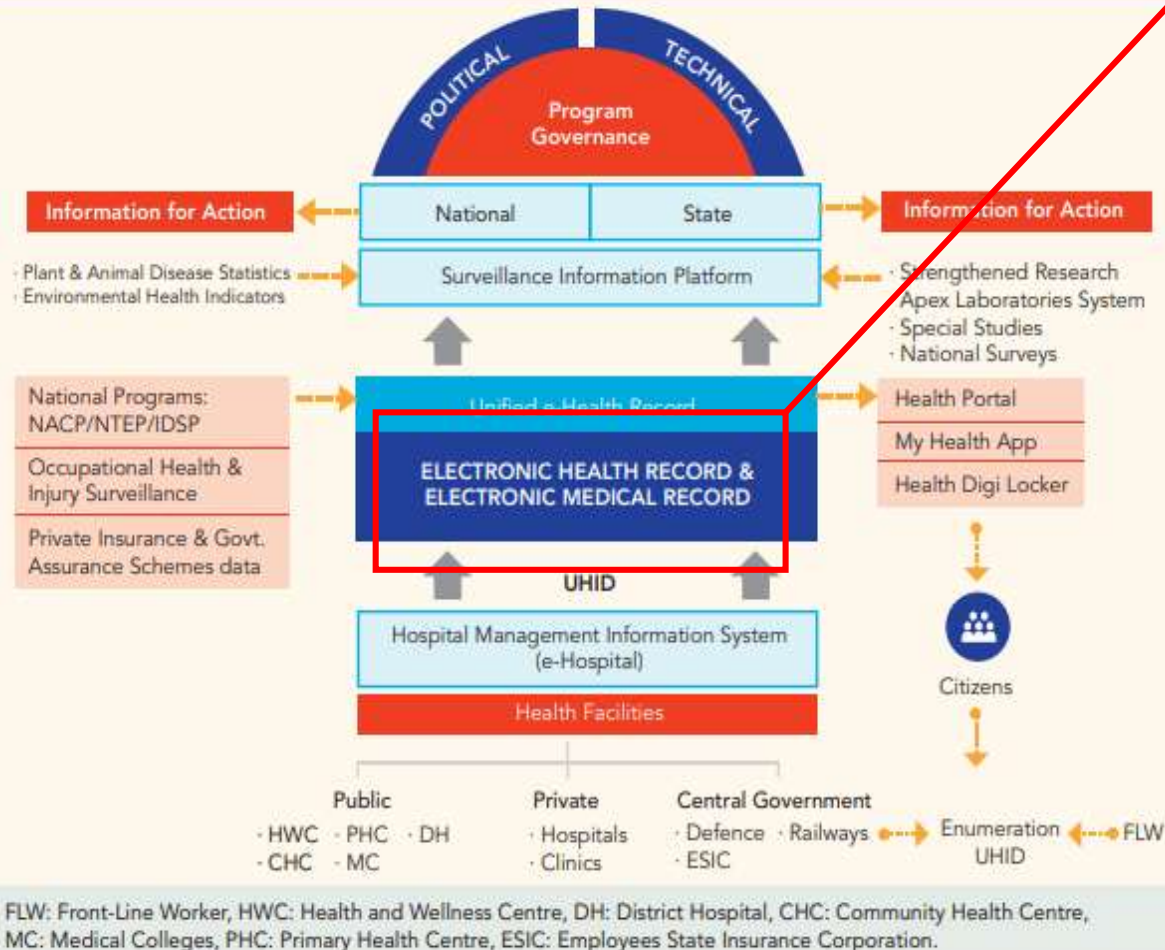 POLITICAL
TECHNICAL
Program
Governance
Information for Action
National
State
Information for Action
· Plant & Animal Disease Statistics
· Environmental Health Indicators
Surveillance Information Platform
· Strengthened Research
Apex Laboratories System
· Special Studies
· National Surveys
National Programs:
NACP/NTEP/IDSP
Occupational Health &
Injury Surveillance
Private Insurance & Govt.
Assurance Schemes data
Unified e-Health Record
ELECTRONIC HEALTH RECORD &
ELECTRONIC MEDICAL RECORD
Health Portal
My Health App
Health Digi Locker
UHID
Hospital Management Information System
(e-Hospital)
Health Facilities
Citizens
Public
· HWC · PHC · DH
· CHC · MC
Private
· Hospitals
· Clinics
Central Government
· Defence · Railways
· ESIC
Enumeration
UHID
FLW
FLW: Front-Line Worker, HWC: Health and Wellness Centre, DH: District Hospital, CHC: Community Health Centre,
MC: Medical Colleges, PHC: Primary Health Centre, ESIC: Employees State Insurance Corporation.